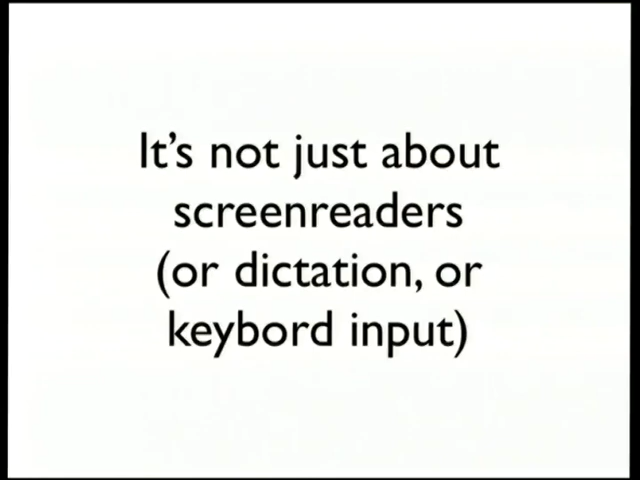 It's not just about
screenreaders
(or dictation, or
keybord input)